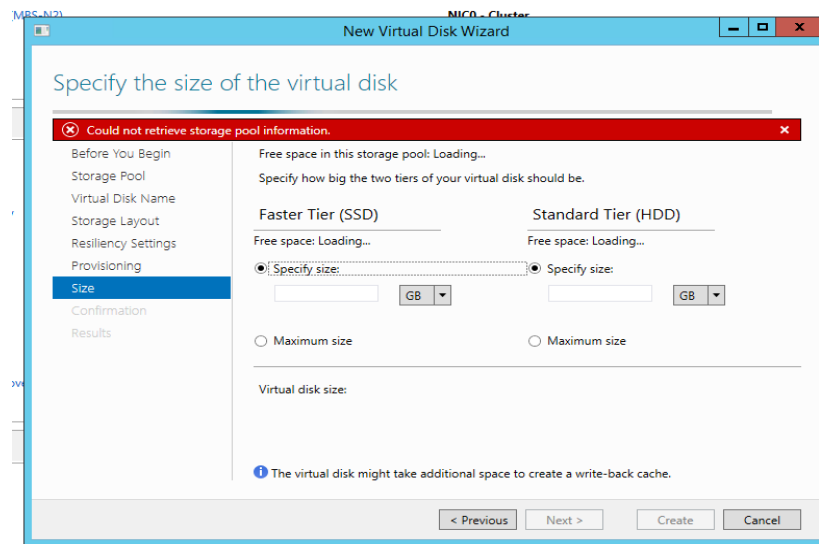 (MBS-N2)
NIC0 - Cluster
New Virtual Disk Wizard
Specify the size of the virtual disk
Could not retrieve storage pool information.
Before You Begin
Storage Pool
Virtual Disk Name
Storage Layout
Resiliency Settings
Provisioning
Size
Confirmation
Results
Free space in this storage pool: Loading...
Specify how big the two tiers of your virtual disk should be.
Faster Tier (SSD)
Standard Tier (HDD)
Free space: Loading...
Free space: Loading...
Specify size:
Specify size:
GB
GB
Maximum size
Maximum size
Virtual disk size:
The virtual disk might take additional space to create a write-back cache.
< Previous
Next >
Create
Cancel